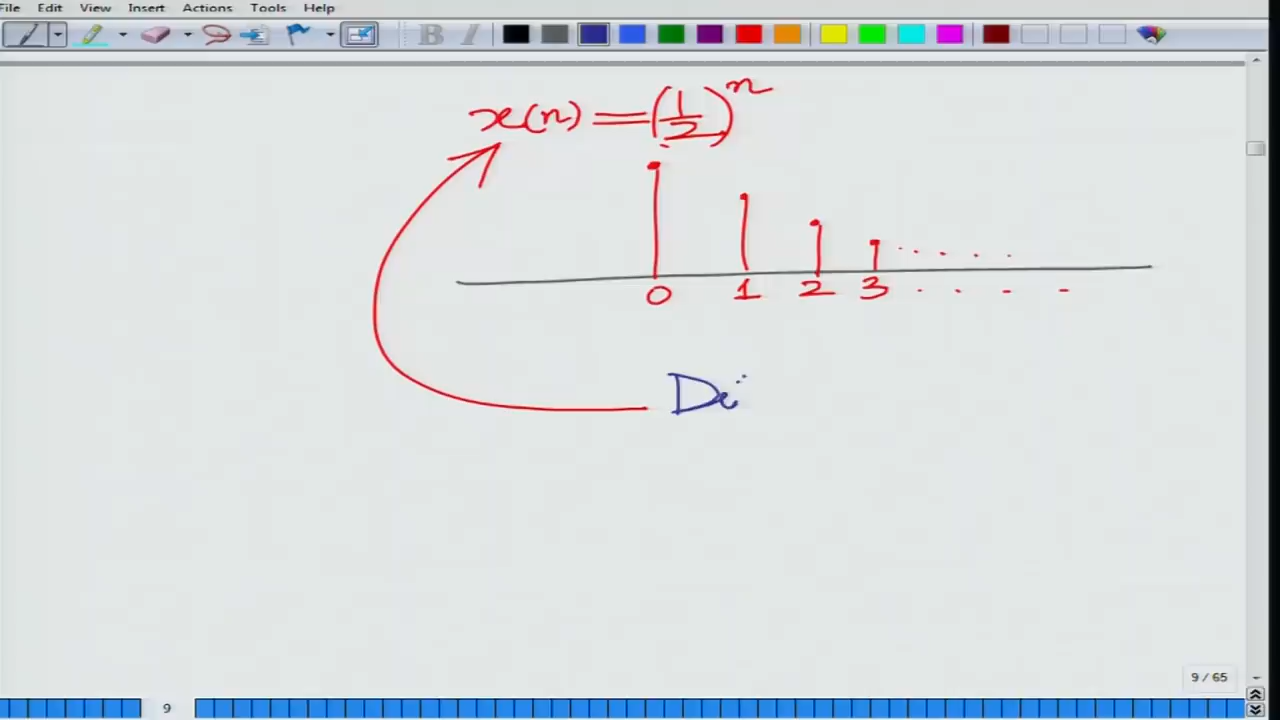 File Edit View Insert Actions Tools Help
B I
x(n) = (1/2)^n
0 1 2 3 . . . .
Di
9 / 65
9